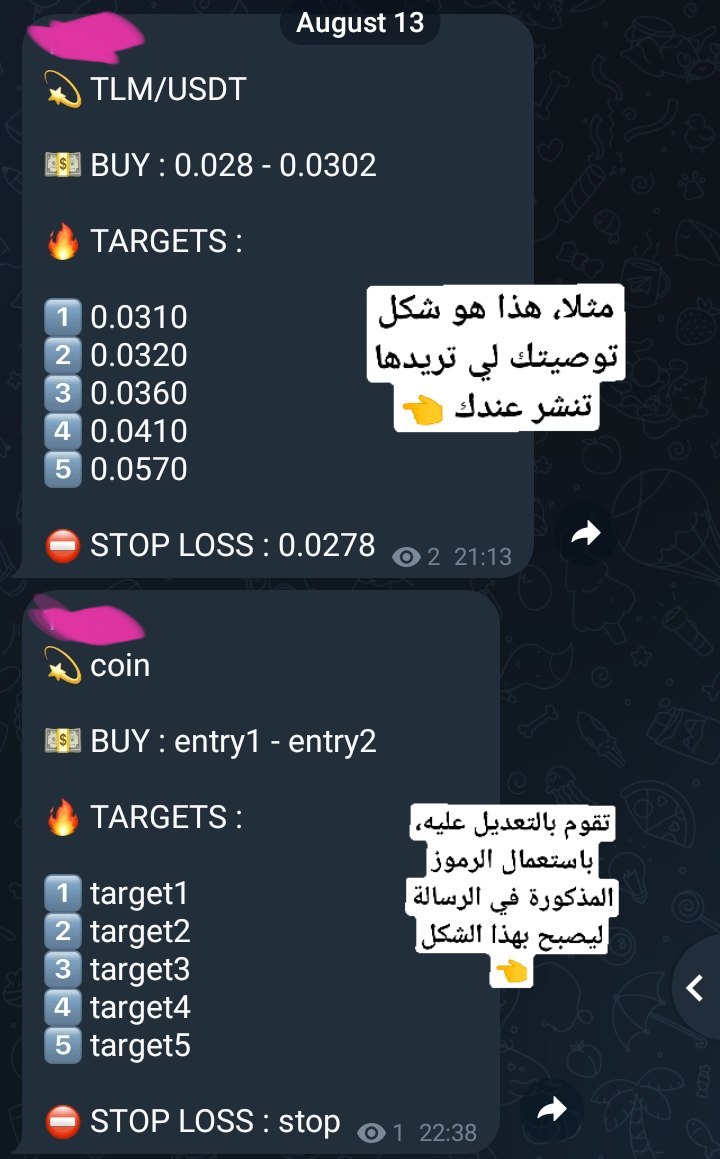 August 13
💫 TLM/USDT
💵 BUY : 0.028 - 0.0302
🔥 TARGETS :
1️⃣ 0.0310
2️⃣ 0.0320
3️⃣ 0.0360
4️⃣ 0.0410
5️⃣ 0.0570
⛔ STOP LOSS : 0.0278
2 21:13
مثلا، هذا هو شكل
توصيتك لي تريدها
تنشر عندك 👈
💫 coin
💵 BUY : entry1 - entry2
🔥 TARGETS :
1️⃣ target1
2️⃣ target2
3️⃣ target3
4️⃣ target4
5️⃣ target5
⛔ STOP LOSS : stop
1 22:38
تقوم بالتعديل عليه،
باستعمال الرموز
المذكورة في الرسالة
ليصبح بهذا الشكل
👈